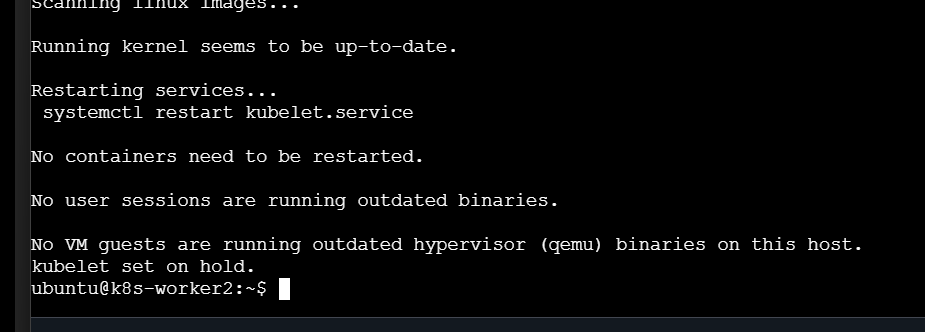 Scanning linux images...
Running kernel seems to be up-to-date.
Restarting services...
systemctl restart kubelet.service
No containers need to be restarted.
No user sessions are running outdated binaries.
No VM guests are running outdated hypervisor (qemu) binaries on this host.
kubelet set on hold.
ubuntu@k8s-worker2:~$